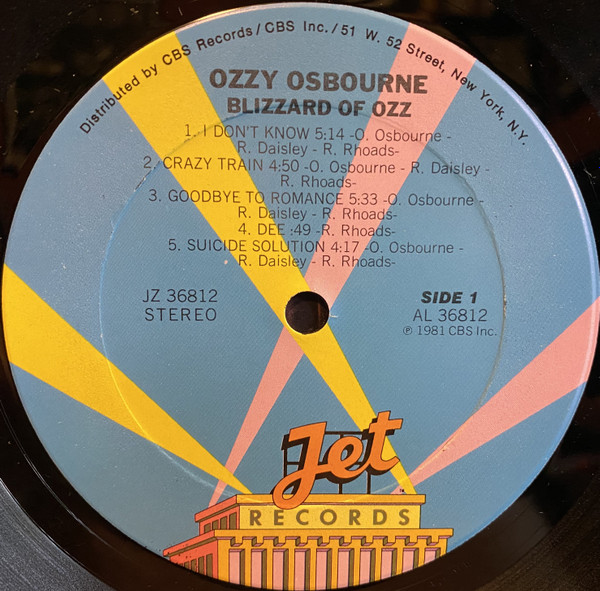 Distributed by CBS Records/CBS Inc./51 W. 52 Street, New York, N.Y.
OZZY OSBOURNE
BLIZZARD OF OZZ
1. I DON'T KNOW 5:14 -O. Osbourne -
R. Daisley - R. Rhoads-
2. CRAZY TRAIN 4:50 -O. Osbourne - R. Daisley -
R. Rhoads-
3. GOODBYE TO ROMANCE 5:33 -O. Osbourne -
R. Daisley - R. Rhoads-
4. DEE :49 -R. Rhoads-
5. SUICIDE SOLUTION 4:17 -O. Osbourne -
R. Daisley - R. Rhoads-
JZ 36812
STEREO
SIDE 1
AL 36812
℗ 1981 CBS Inc.
Jet
RECORDS